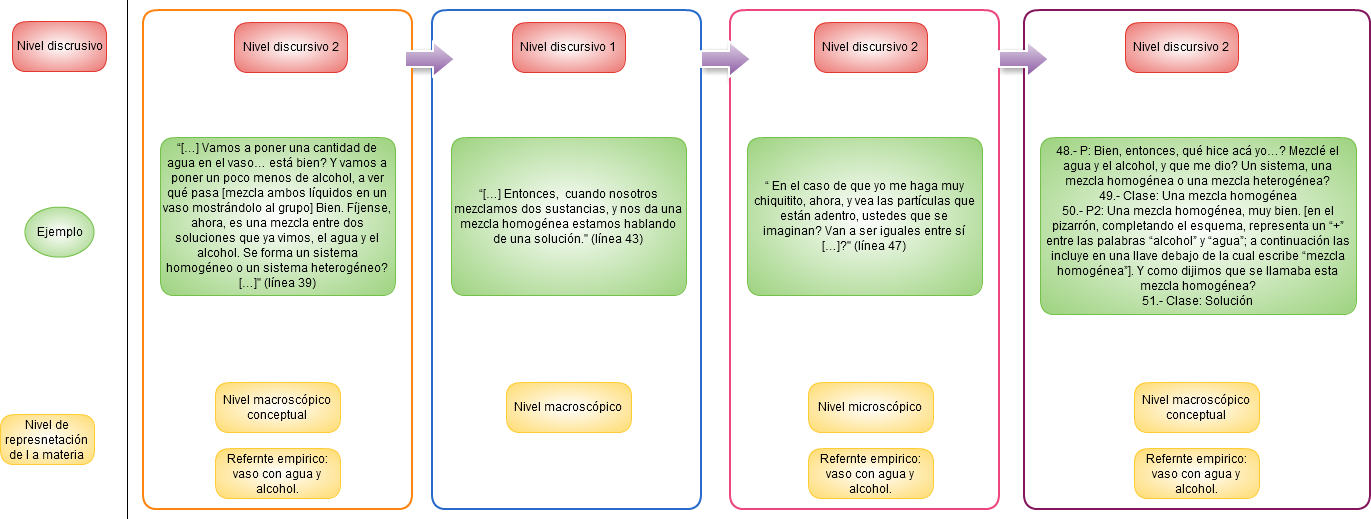 Nivel discrusivo
Nivel discursivo 2
Nivel discursivo 1
Nivel discursivo 2
Nivel discursivo 2
Ejemplo
“[…] Vamos a poner una cantidad de
agua en el vaso… está bien? Y vamos a
poner un poco menos de alcohol, a ver
qué pasa [mezcla ambos líquidos en un
vaso mostrándolo al grupo] Bien. Fíjense,
ahora, es una mezcla entre dos
soluciones que ya vimos, el agua y el
alcohol. Se forma un sistema
homogéneo o un sistema heterogéneo?
[…]" (línea 39)
“[…] Entonces,  cuando nosotros
mezclamos dos sustancias, y nos da una
mezcla homogénea estamos hablando
de una solución." (línea 43)
“ En el caso de que yo me haga muy
chiquitito, ahora, y vea las partículas que
están adentro, ustedes que se
imaginan? Van a ser iguales entre sí
[…]?" (línea 47)
48.- P: Bien, entonces, qué hice acá yo…? Mezclé el
agua y el alcohol, y que me dio? Un sistema, una
mezcla homogénea o una mezcla heterogénea?
49.- Clase: Una mezcla homogénea
50.- P2: Una mezcla homogénea, muy bien. [en el
pizarrón, completando el esquema, representa un “+”
entre las palabras “alcohol” y “agua”; a continuación las
incluye en una llave debajo de la cual escribe “mezcla
homogénea”]. Y como dijimos que se llamaba esta
mezcla homogénea?
51.- Clase: Solución
Nivel de
represnetación
de l a materia
Nivel macroscópico
conceptual
Refernte empirico:
vaso con agua y
alcohol.
Nivel macroscópico
Nivel microscópico
Refernte empirico:
vaso con agua y
alcohol.
Nivel macroscópico
conceptual
Refernte empirico:
vaso con agua y
alcohol.